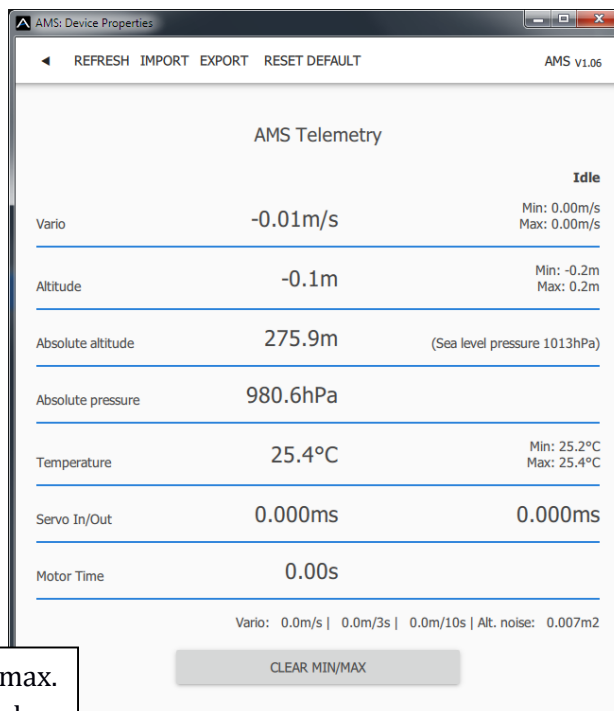 AMS: Device Properties
◄ REFRESH IMPORT EXPORT RESET DEFAULT AMS V1.06
AMS Telemetry
Idle
Vario -0.01m/s Min: 0.00m/s
Max: 0.00m/s
Altitude -0.1m Min: -0.2m
Max: 0.2m
Absolute altitude 275.9m (Sea level pressure 1013hPa)
Absolute pressure 980.6hPa
Temperature 25.4°C Min: 25.2°C
Max: 25.4°C
Servo In/Out 0.000ms 0.000ms
Motor Time 0.00s
Vario: 0.0m/s | 0.0m/3s | 0.0m/10s | Alt. noise: 0.007m2
CLEAR MIN/MAX
max.